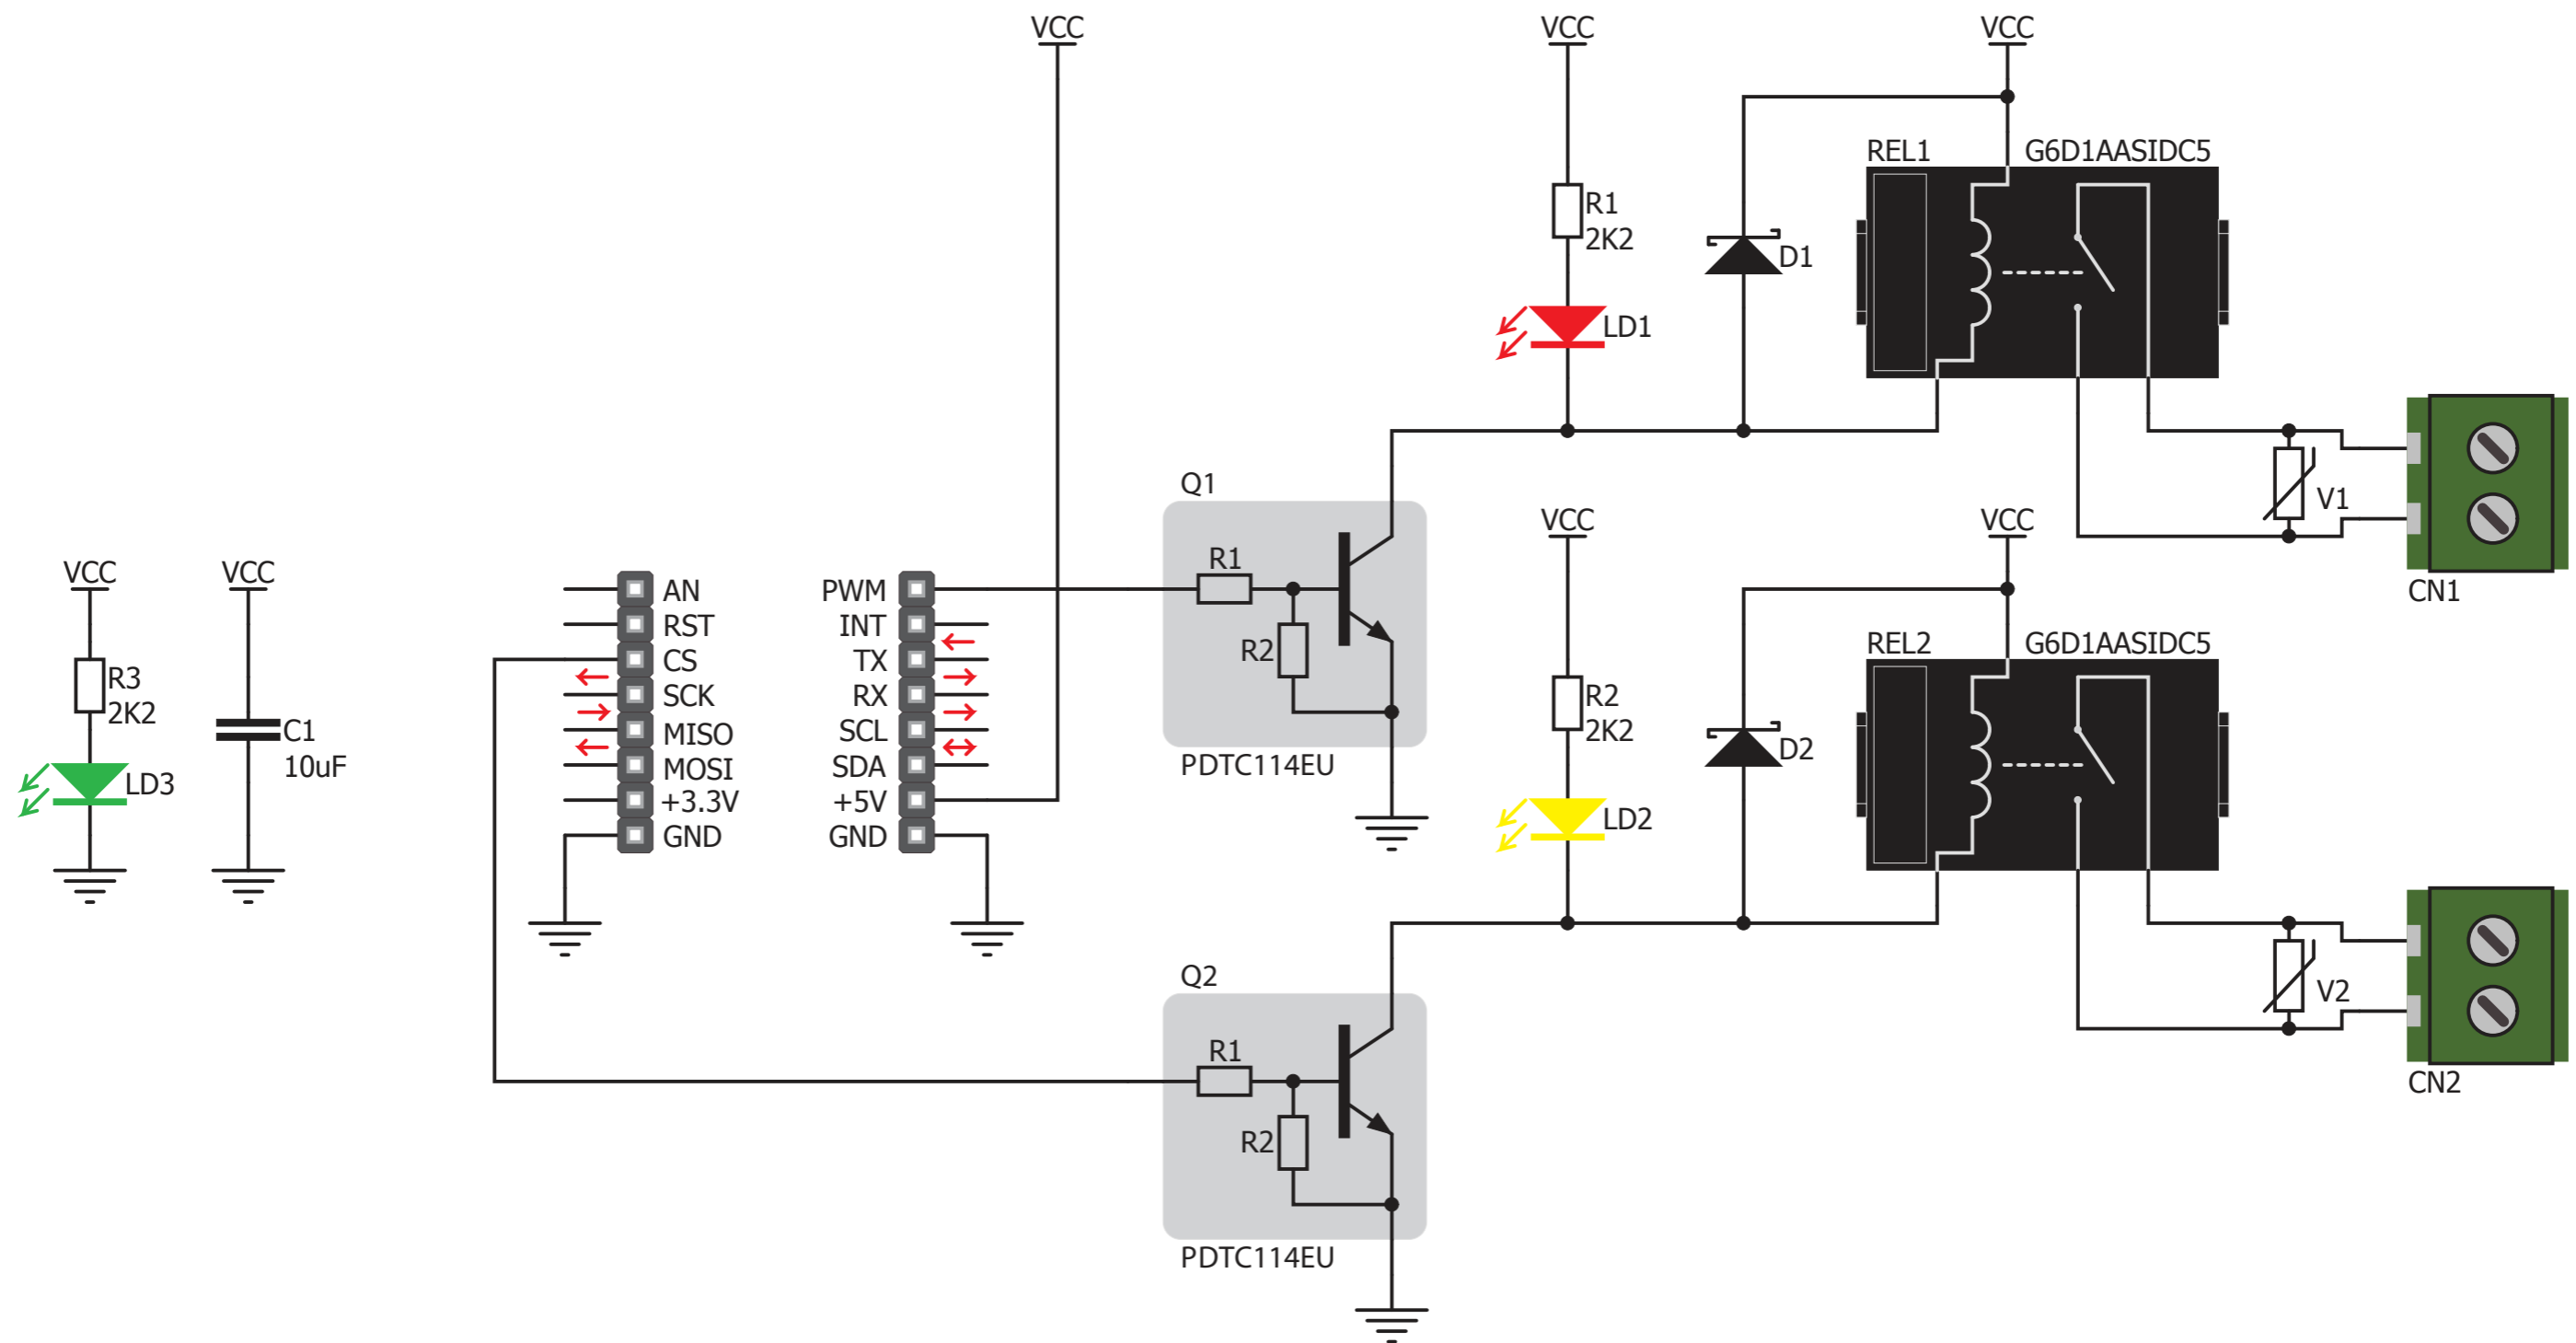 VCC
VCC
VCC
REL1
G6D1AASIDC5
R1
2K2
D1
LD1
V1
CN1
Q1
R1
R2
PDTC114EU
VCC
VCC
REL2
G6D1AASIDC5
R2
2K2
D2
LD2
V2
CN2
VCC
VCC
R3
2K2
LD3
C1
10uF
AN
RST
CS
SCK
MISO
MOSI
+3.3V
GND
PWM
INT
TX
RX
SCL
SDA
+5V
GND
Q2
R1
R2
PDTC114EU